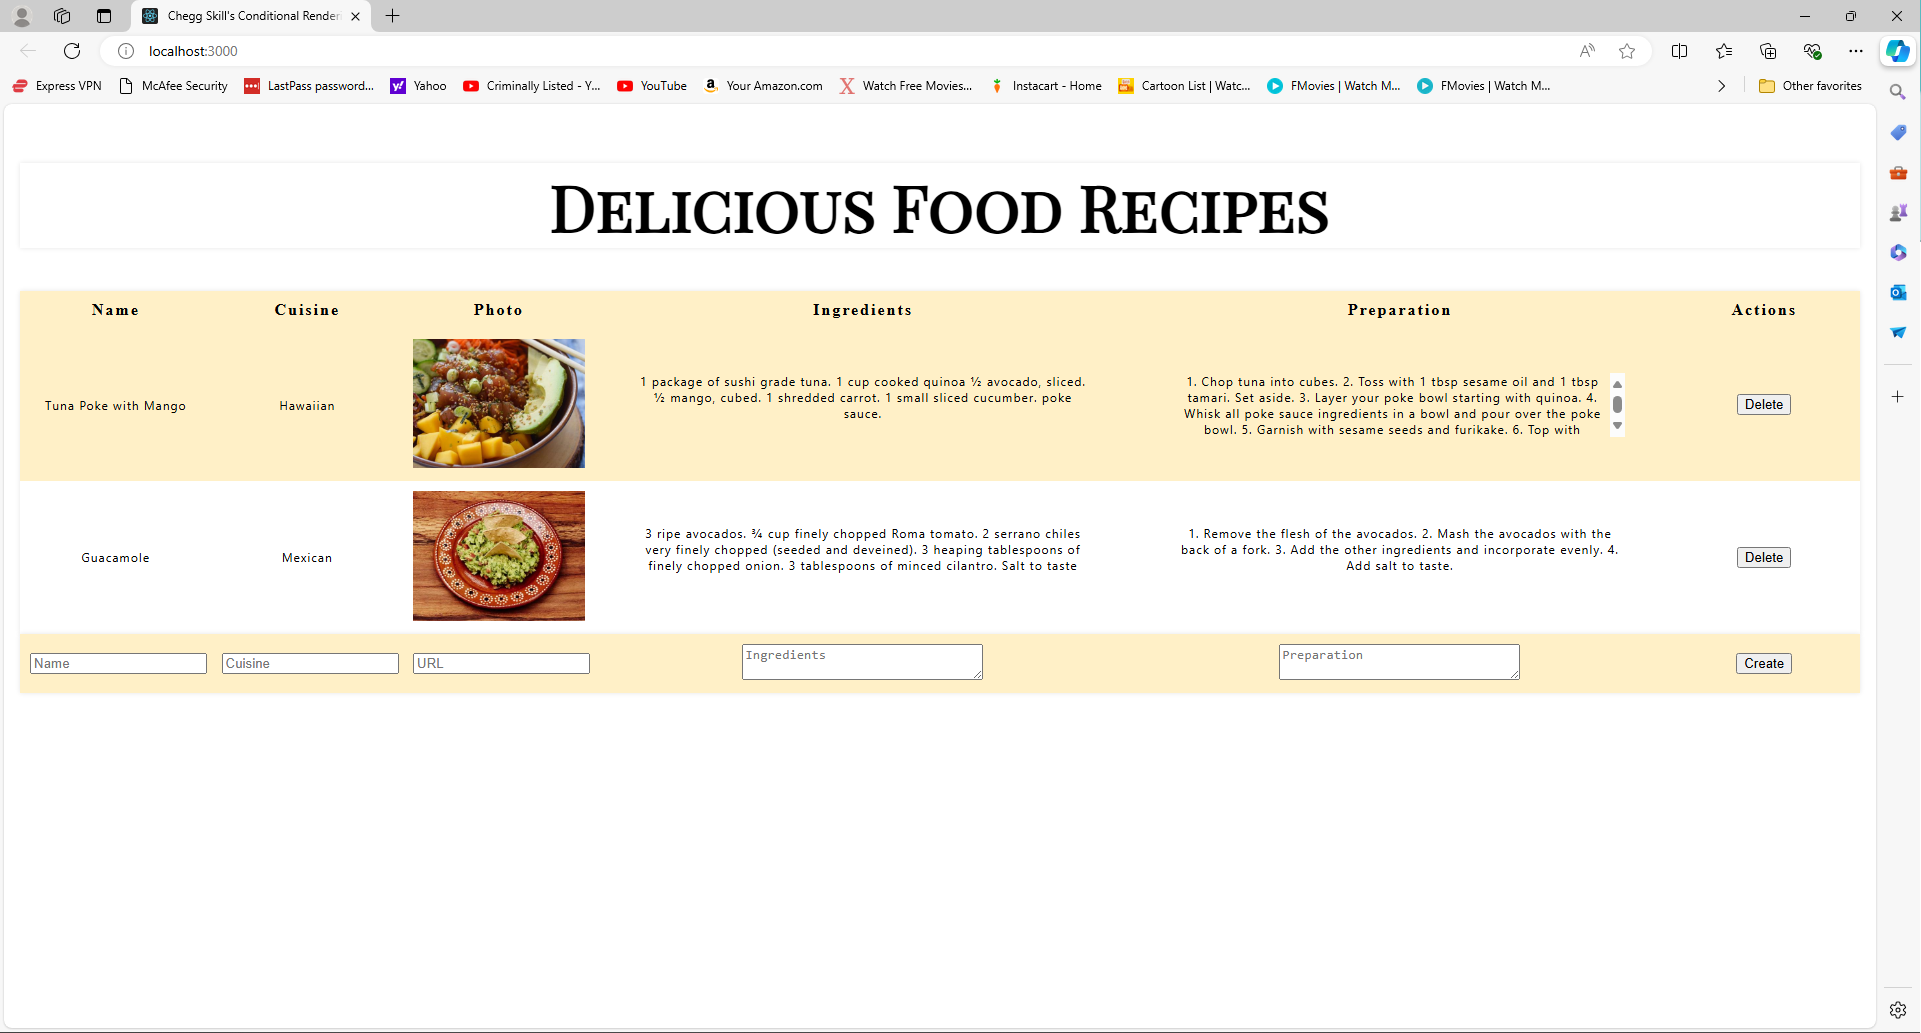 Chegg Skill's Conditional Renderi
localhost:3000
Express VPN
McAfee Security
LastPass password...
Yahoo
Criminally Listed - Y...
YouTube
Your Amazon.com
Watch Free Movies...
Instacart - Home
Cartoon List | Watc...
FMovies | Watch M...
FMovies | Watch M...
Other favorites
Delicious Food Recipes
Name
Cuisine
Photo
Ingredients
Preparation
Actions
Tuna Poke with Mango
Hawaiian
1 package of sushi grade tuna. 1 cup cooked quinoa ½ avocado, sliced.
½ mango, cubed. 1 shredded carrot. 1 small sliced cucumber. poke
sauce.
1. Chop tuna into cubes. 2. Toss with 1 tbsp sesame oil and 1 tbsp
tamari. Set aside. 3. Layer your poke bowl starting with quinoa. 4.
Whisk all poke sauce ingredients in a bowl and pour over the poke
bowl. 5. Garnish with sesame seeds and furikake. 6. Top with
Delete
Guacamole
Mexican
3 ripe avocados. ¾ cup finely chopped Roma tomato. 2 serrano chiles
very finely chopped (seeded and deveined). 3 heaping tablespoons of
finely chopped onion. 3 tablespoons of minced cilantro. Salt to taste
1. Remove the flesh of the avocados. 2. Mash the avocados with the
back of a fork. 3. Add the other ingredients and incorporate evenly. 4.
Add salt to taste.
Delete
Name
Cuisine
URL
Ingredients
Preparation
Create